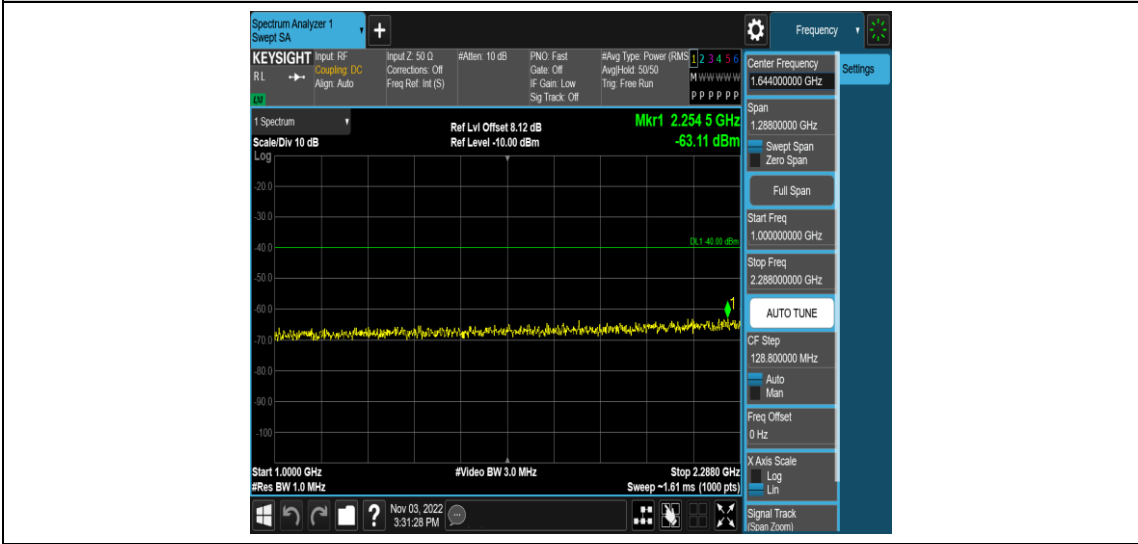 Spectrum Analyzer 1
Swept SA
+
Frequency
KEYSIGHT
RL
LXI
Input: RF
Coupling: DC
Align: Auto
Input Z: 50 Ω
Corrections: Off
Freq Ref: Int (S)
#Atten: 10 dB
PNO: Fast
Gate: Off
IF Gain: Low
Sig Track: Off
#Avg Type: Power (RMS
Avg|Hold: 50/50
Trig: Free Run
1 2 3 4 5 6
M W W W W W
P P P P P P
1 Spectrum
Scale/Div 10 dB
Ref Lvl Offset 8.12 dB
Ref Level -10.00 dBm
Mkr1 2.254 5 GHz
-63.11 dBm
Log
-20.0
-30.0
DL1 -40.00 dBm
-40.0
-50.0
1
-60.0
-70.0
-80.0
-90.0
-100
Start 1.0000 GHz
#Video BW 3.0 MHz
Stop 2.2880 GHz
#Res BW 1.0 MHz
Sweep ~1.61 ms (1000 pts)
?
Nov 03, 2022
3:31:28 PM
Center Frequency
1.644000000 GHz
Settings
Span
1.28800000 GHz
Swept Span
Zero Span
Full Span
Start Freq
1.000000000 GHz
Stop Freq
2.288000000 GHz
AUTO TUNE
CF Step
128.800000 MHz
Auto
Man
Freq Offset
0 Hz
X Axis Scale
Log
Lin
Signal Track
(Span Zoom)